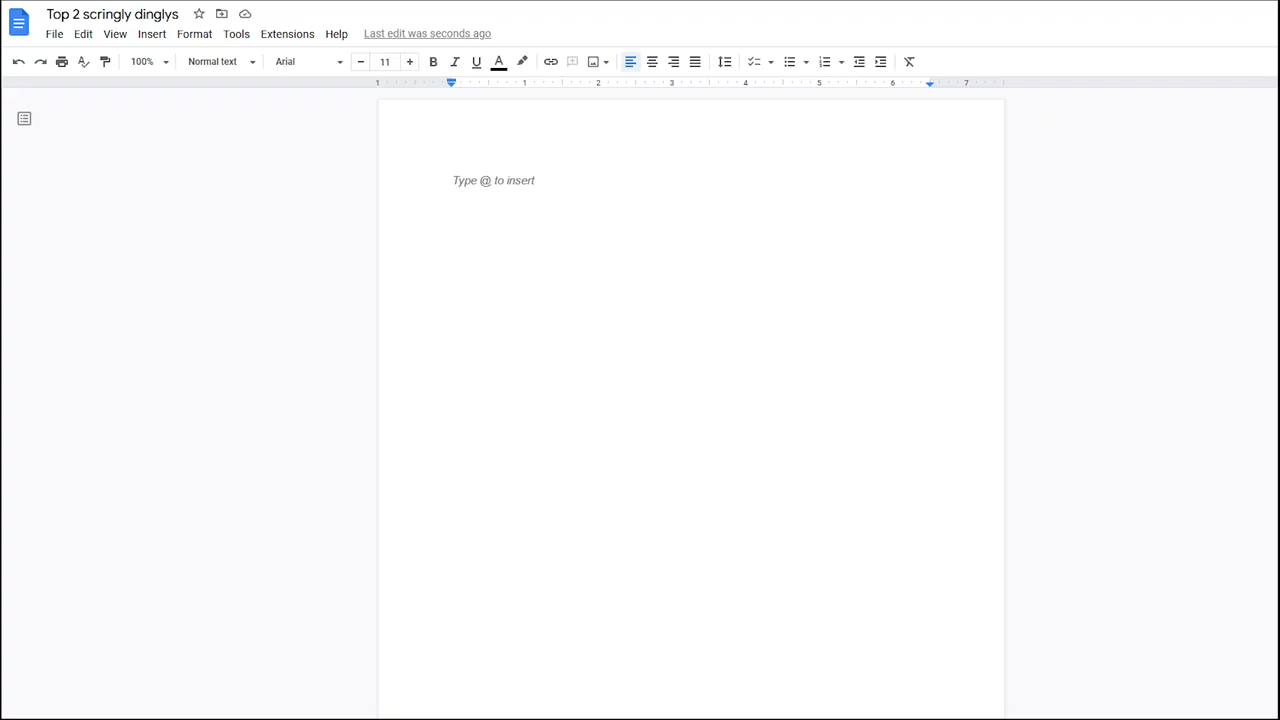 Top 2 scringly dinglys
File Edit View Insert Format Tools Extensions Help Last edit was seconds ago
100% Normal text Arial 11 B I U A
1 1 2 3 4 5 6 7
Type @ to insert